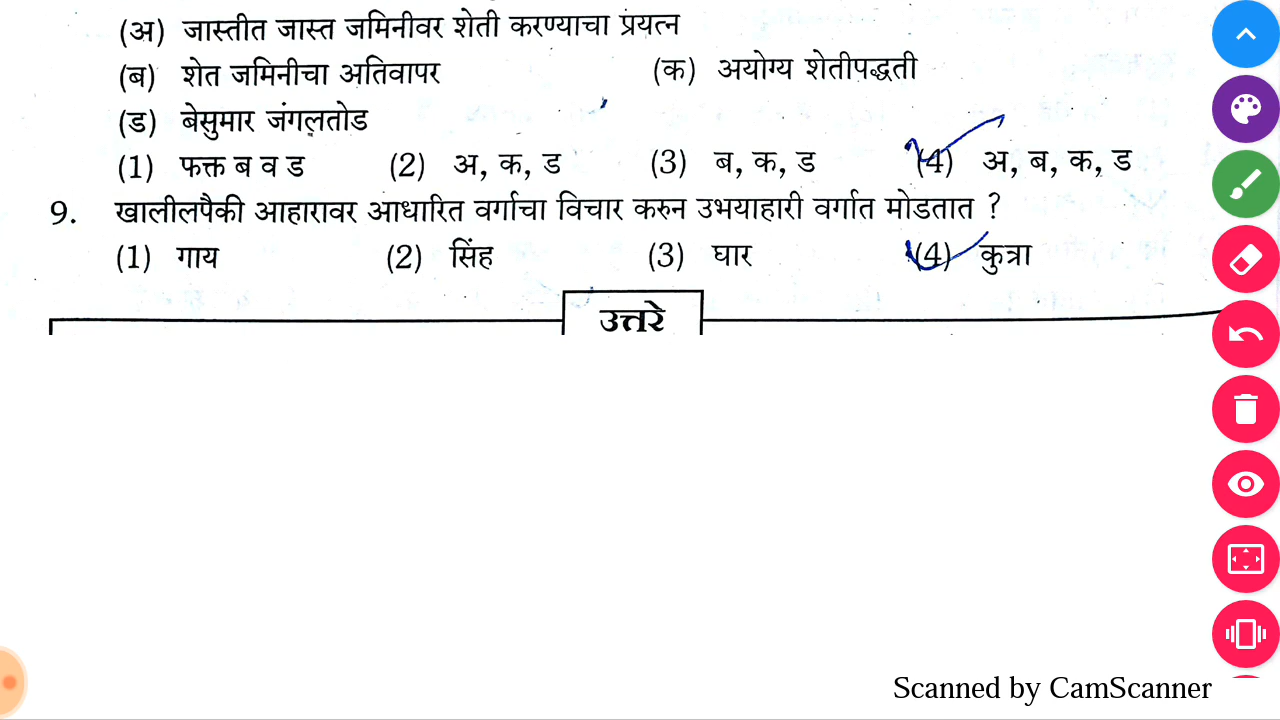 (अ) जास्तीत जास्त जमिनीवर शेती करण्याचा प्रयत्न
(ब) शेत जमिनीचा अतिवापर (क) अयोग्य शेतीपद्धती
(ड) बेसुमार जंगलतोड
(1) फक्त ब व ड (2) अ, क, ड (3) ब, क, ड (4) अ, ब, क, ड
9. खालीलपैकी आहारावर आधारित वर्गाचा विचार करुन उभयाहारी वर्गात मोडतात ?
(1) गाय (2) सिंह (3) घार (4) कुत्रा
उत्तरे
Scanned by CamScanner